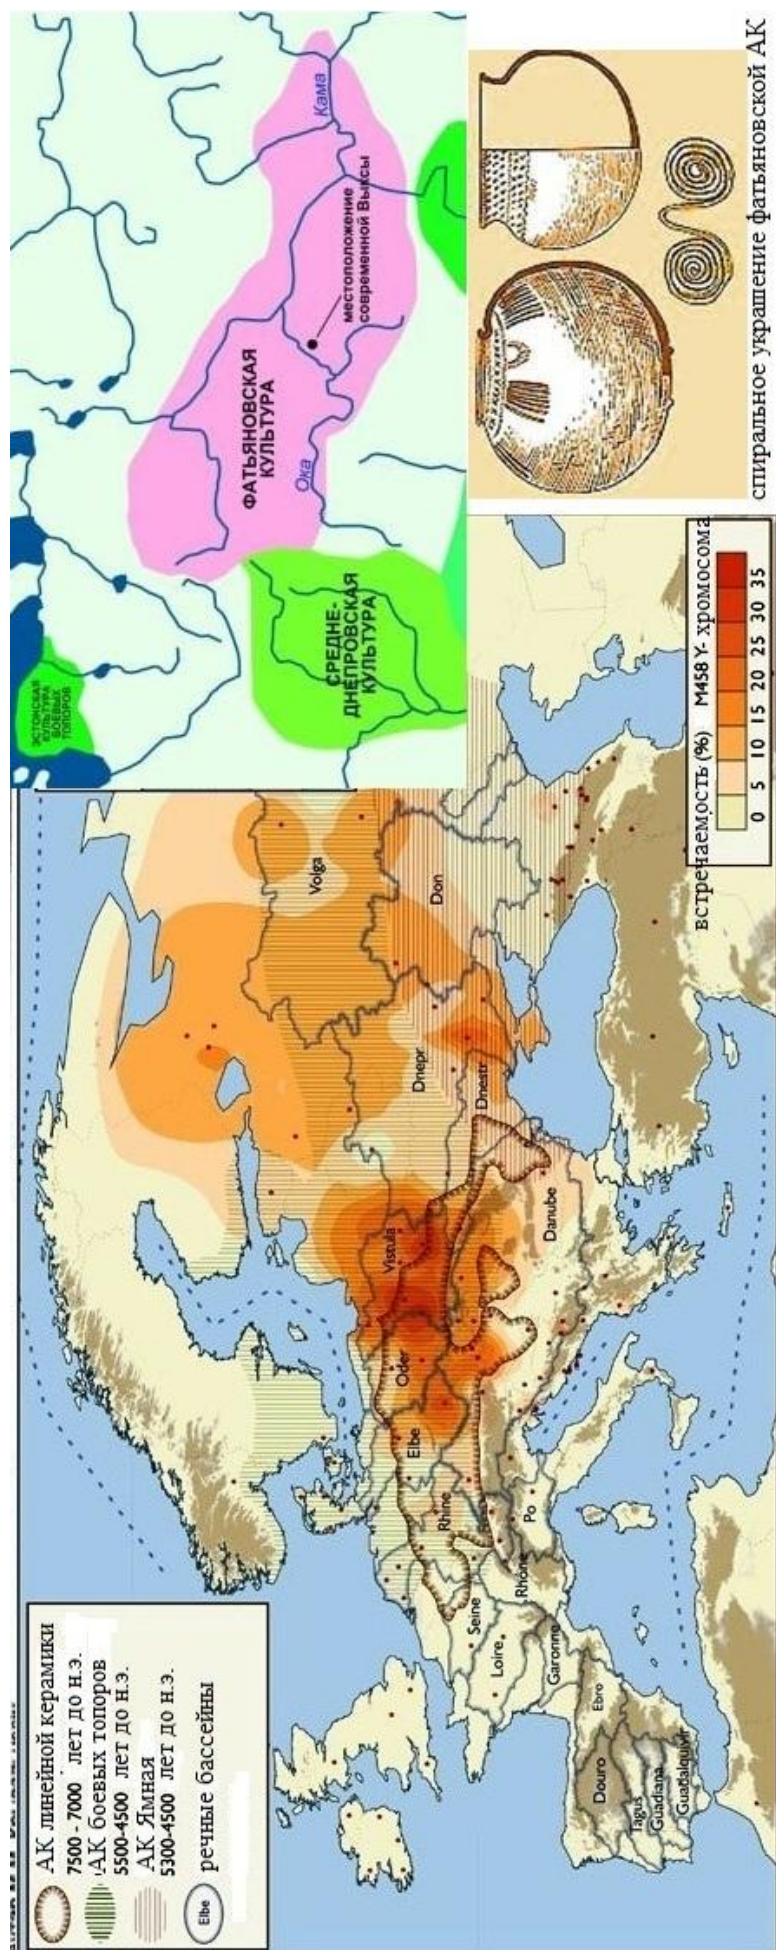 АК линейной керамики
7500 - 7000 лет до н.э.
АК боевых топоров
5500-4500 лет до н.э.
АК Ямная
5300-4500 лет до н.э.
Elbe
речные бассейны
Volga
Don
Dnepr
Dnestr
Danube
Vistula
Oder
Elbe
Rhine
Seine
Loire
Rhone
Po
Garonne
Ebro
Douro
Tagus
Guadiana
Guadalquivir
встречаемость (%) М458 Y- хромосома
0 5 10 15 20 25 30 35
ЭСТОНСКАЯ
КУЛЬТУРА
БОЕВЫХ
ТОПОРОВ
СРЕДНЕ-
ДНЕПРОВСКАЯ
КУЛЬТУРА
ФАТЬЯНОВСКАЯ
КУЛЬТУРА
Ока
Кама
местоположение
современной Выксы
спиральное украшение фатьяновской АК